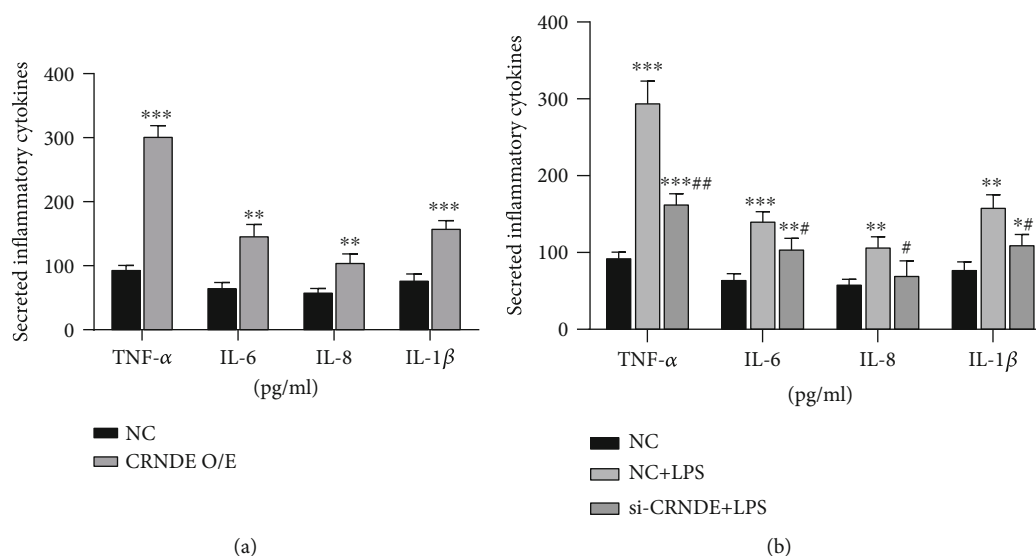 Secreted inflammatory cytokines
400
300
200
100
0
***
**
**
***
TNF-α
IL-6
IL-8
IL-1β
(pg/ml)
NC
CRNDE O/E
(a)
Secreted inflammatory cytokines
400
300
200
100
0
***
***##
***
**#
**
#
**
*#
TNF-α
IL-6
IL-8
IL-1β
(pg/ml)
NC
NC+LPS
si-CRNDE+LPS
(b)